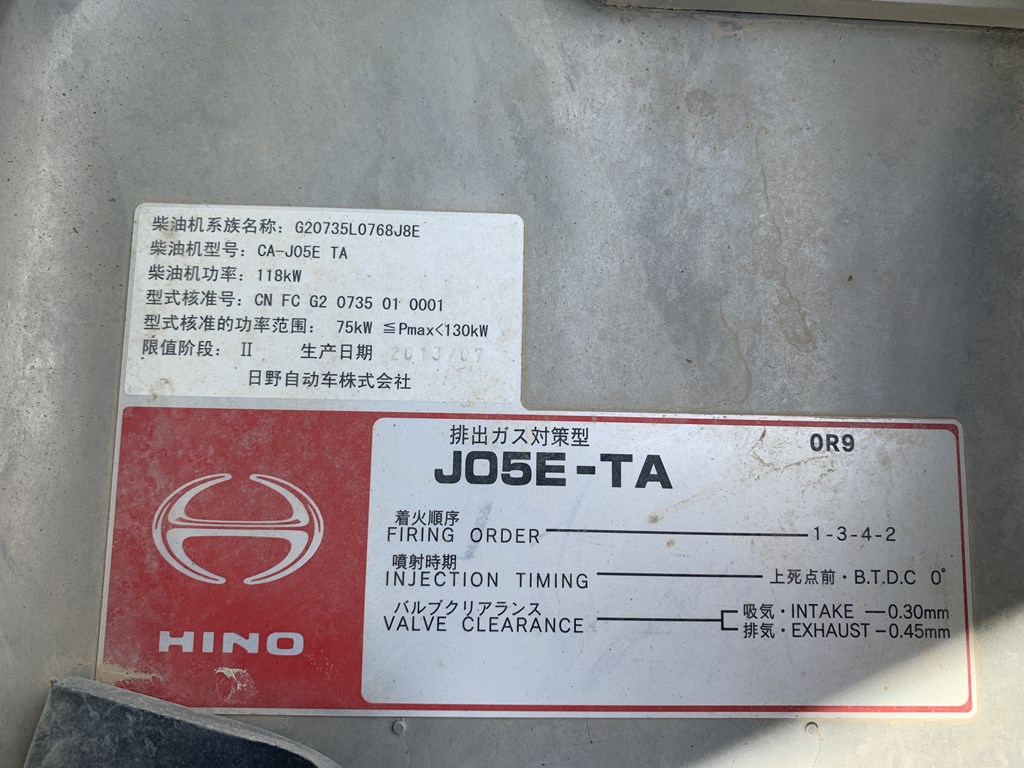 柴油机系族名称：G20735L0768J8E
柴油机型号：CA-J05E TA
柴油机功率：118kW
型式核准号：CN FC G2 0735 01 0001
型式核准的功率范围： 75kW ≦Pmax<130kW
限值阶段： Ⅱ 生产日期 2013/07
日野自动车株式会社
排出ガス対策型 0R9
J05E-TA
着火順序
FIRING ORDER 1-3-4-2
噴射時期
INJECTION TIMING 上死点前・B.T.D.C 0°
バルブクリアランス 吸気・INTAKE 0.30mm
VALVE CLEARANCE 排気・EXHAUST 0.45mm
HINO